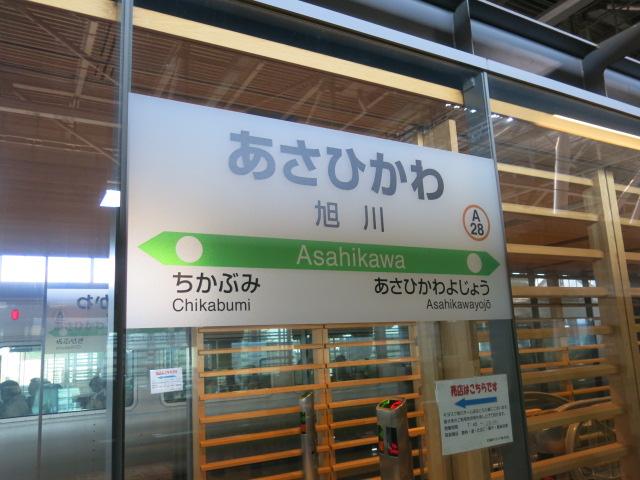 あさひかわ
旭川
A
28
Asahikawa
ちかぶみ
Chikabumi
あさひかわよじょう
Asahikawayojō
売店はこちらです